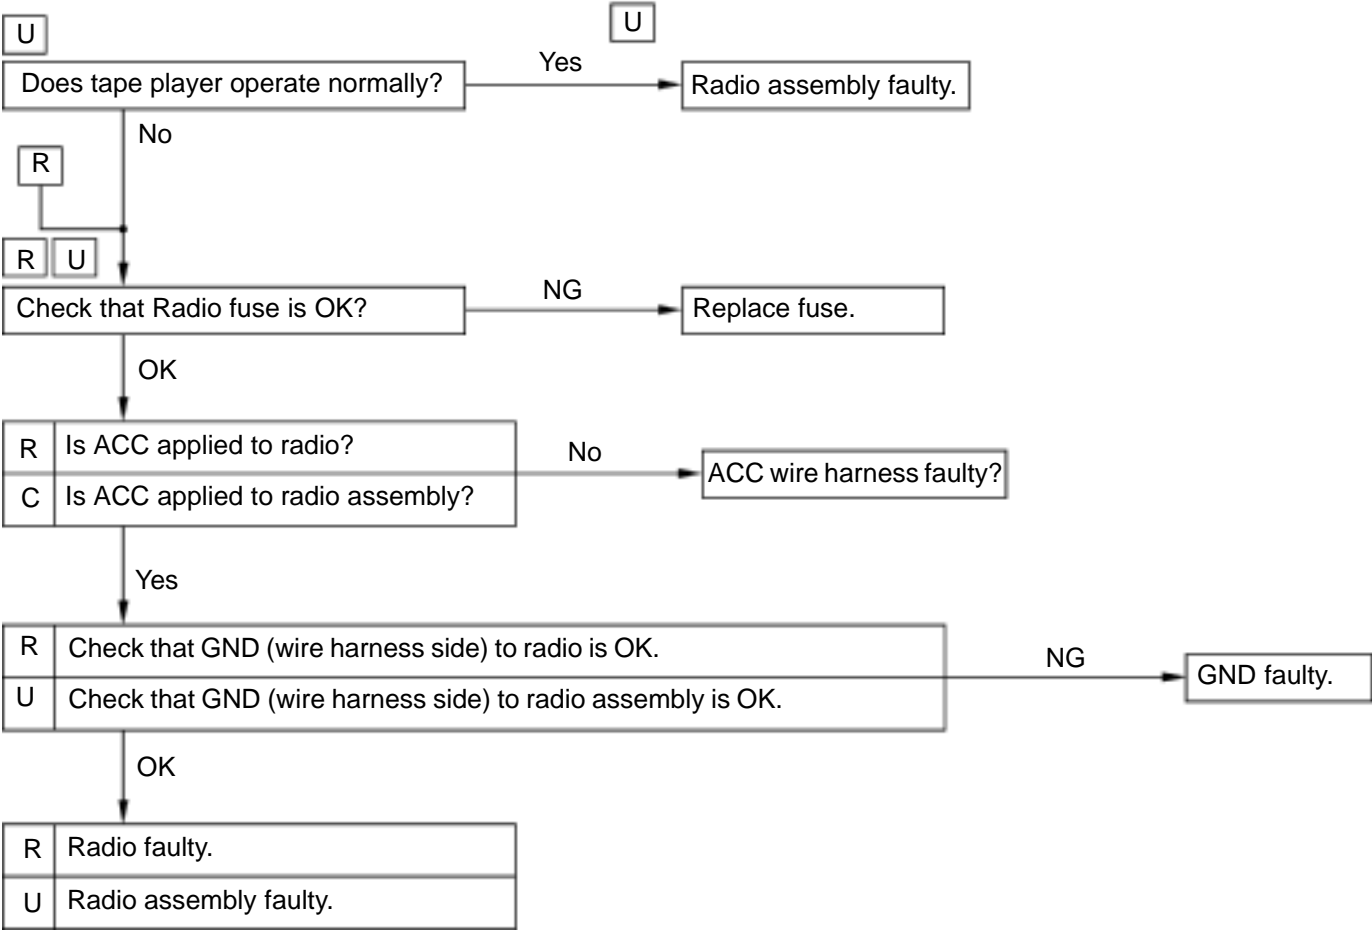 U
U
Does tape player operate normally?
Yes
Radio assembly faulty.
No
R
R U
Check that Radio fuse is OK?
NG
Replace fuse.
OK
R Is ACC applied to radio?
C Is ACC applied to radio assembly?
No
ACC wire harness faulty?
Yes
R Check that GND (wire harness side) to radio is OK.
U Check that GND (wire harness side) to radio assembly is OK.
NG
GND faulty.
OK
R Radio faulty.
U Radio assembly faulty.